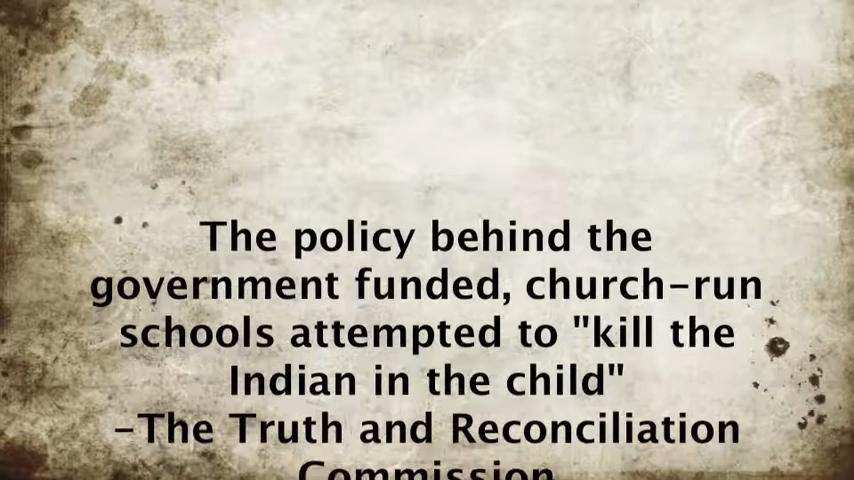 The policy behind the
government funded, church-run
schools attempted to "kill the
Indian in the child"
-The Truth and Reconciliation
Commission